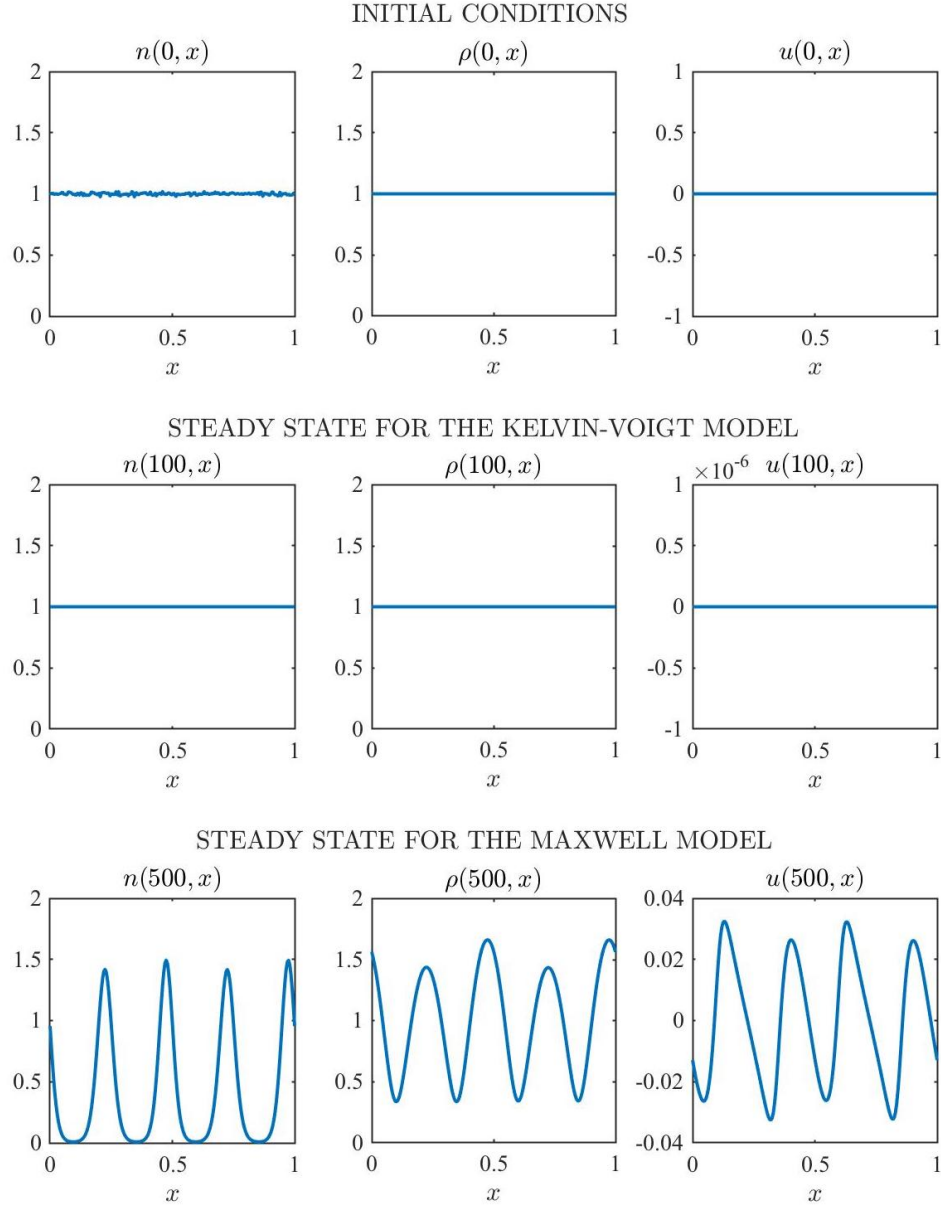 INITIAL CONDITIONS
n(0, x) ρ(0, x) u(0, x)
2 2 1
1.5 1.5 0.5
1 1 0
0.5 0.5 -0.5
0 0 -1
0 0.5 1 0 0.5 1 0 0.5 1
x x x
STEADY STATE FOR THE KELVIN-VOIGT MODEL
n(100, x) ρ(100, x) ×10-6 u(100, x)
2 2 1
1.5 1.5 0.5
1 1 0
0.5 0.5 -0.5
0 0 -1
0 0.5 1 0 0.5 1 0 0.5 1
x x x
STEADY STATE FOR THE MAXWELL MODEL
n(500, x) ρ(500, x) u(500, x)
2 2 0.04
1.5 1.5 0.02
1 1 0
0.5 0.5 -0.02
0 0 -0.04
0 0.5 1 0 0.5 1 0 0.5 1
x x x